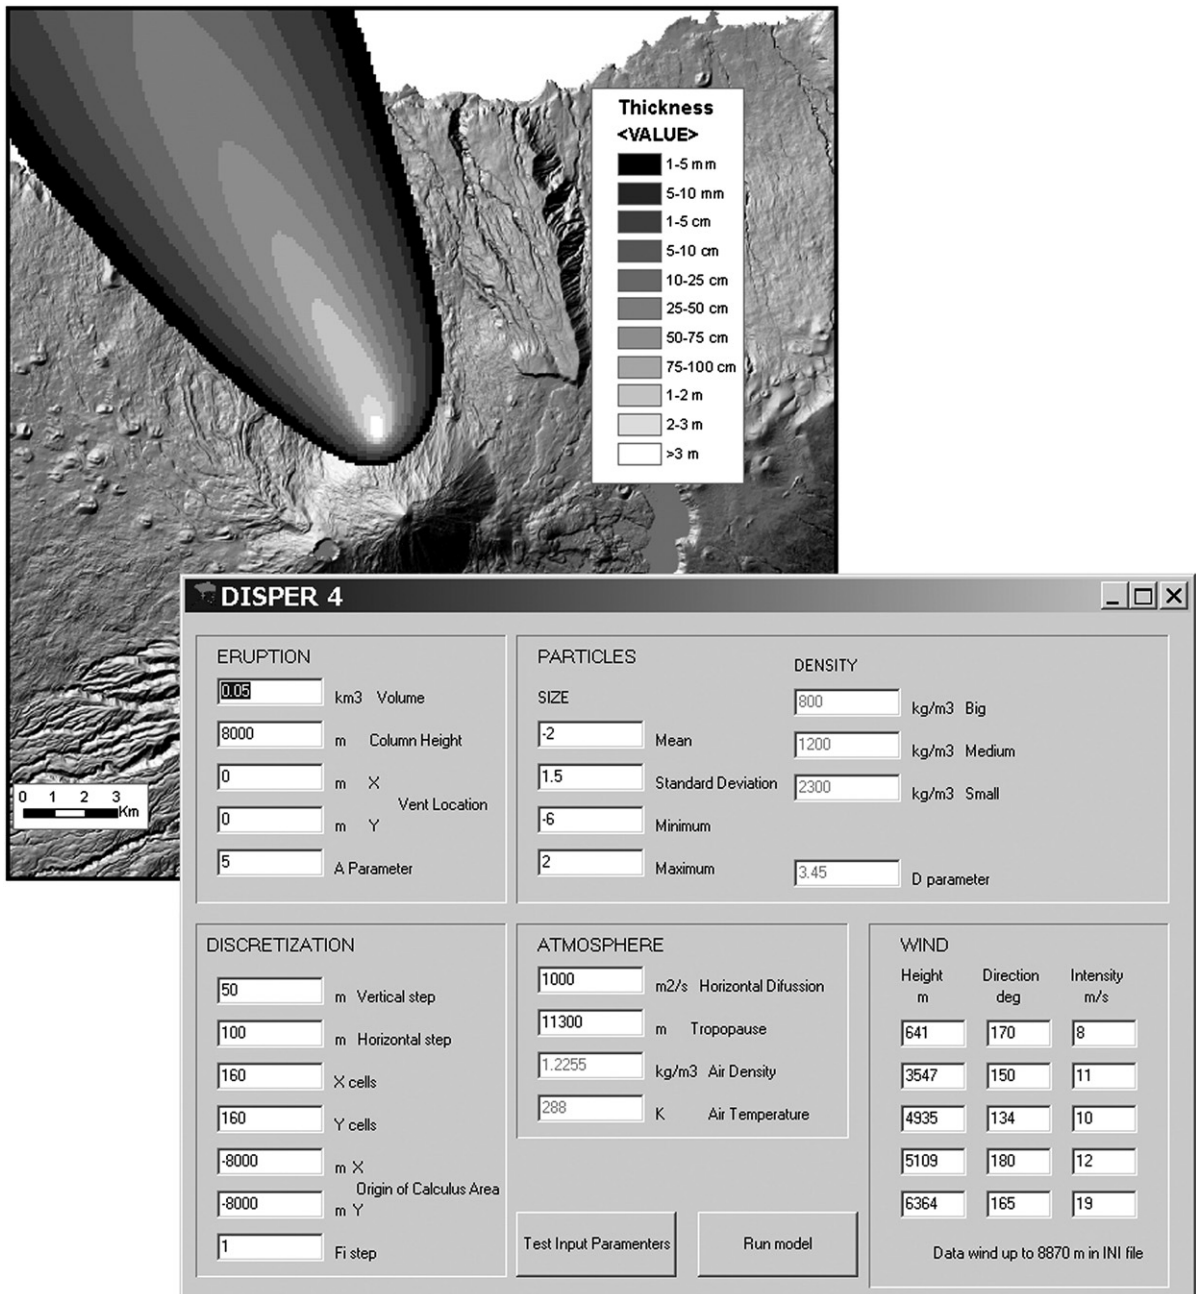 Thickness
<VALUE>
1-5 mm
5-10 mm
1-5 cm
5-10 cm
10-25 cm
25-50 cm
50-75 cm
75-100 cm
1-2 m
2-3 m
>3 m
0 1 2 3
Km
DISPER 4
ERUPTION
0.05 km3 Volume
8000 m Column Height
0 m X
Vent Location
0 m Y
5 A Parameter
PARTICLES
SIZE
-2 Mean
1.5 Standard Deviation
-6 Minimum
2 Maximum
DENSITY
800 kg/m3 Big
1200 kg/m3 Medium
2300 kg/m3 Small
3.45 D parameter
DISCRETIZATION
50 m Vertical step
100 m Horizontal step
160 X cells
160 Y cells
-8000 m X
Origin of Calculus Area
-8000 m Y
1 Fi step
ATMOSPHERE
1000 m2/s Horizontal Difussion
11300 m Tropopause
1.2255 kg/m3 Air Density
288 K Air Temperature
Test Input Paramenters
Run model
WIND
Height Direction Intensity
m deg m/s
641 170 8
3547 150 11
4935 134 10
5109 180 12
6364 165 19
Data wind up to 8870 m in INI file